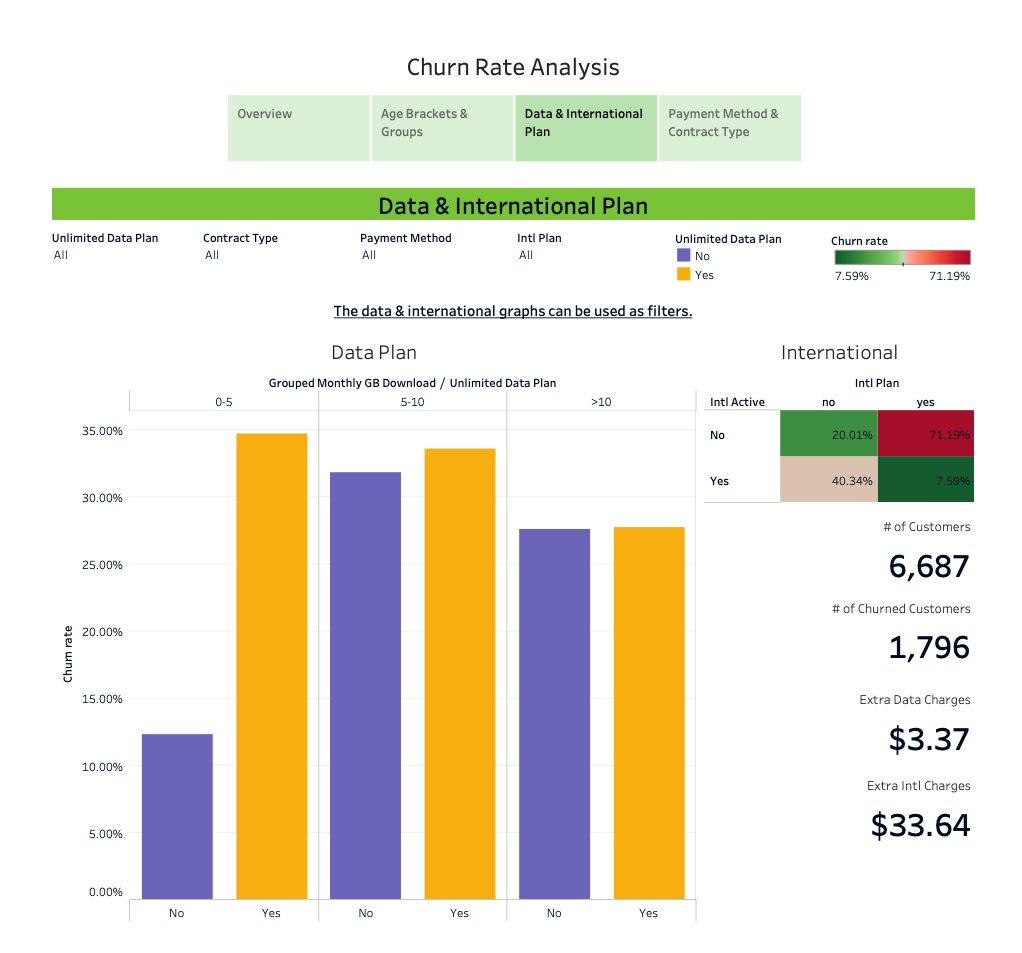 Churn Rate Analysis
Overview
Age Brackets &
Groups
Data & International
Plan
Payment Method &
Contract Type
Data & International Plan
Unlimited Data Plan
All
Contract Type
All
Payment Method
All
Intl Plan
All
Unlimited Data Plan
No
Yes
Churn rate
7.59% 71.19%
The data & international graphs can be used as filters.
Data Plan
Grouped Monthly GB Download / Unlimited Data Plan
0-5 5-10 >10
35.00%
30.00%
25.00%
20.00%
15.00%
10.00%
5.00%
0.00%
Churn rate
No Yes No Yes No Yes
International
Intl Plan
Intl Active no yes
No 20.01% 71.19%
Yes 40.34% 7.59%
# of Customers
6,687
# of Churned Customers
1,796
Extra Data Charges
$3.37
Extra Intl Charges
$33.64